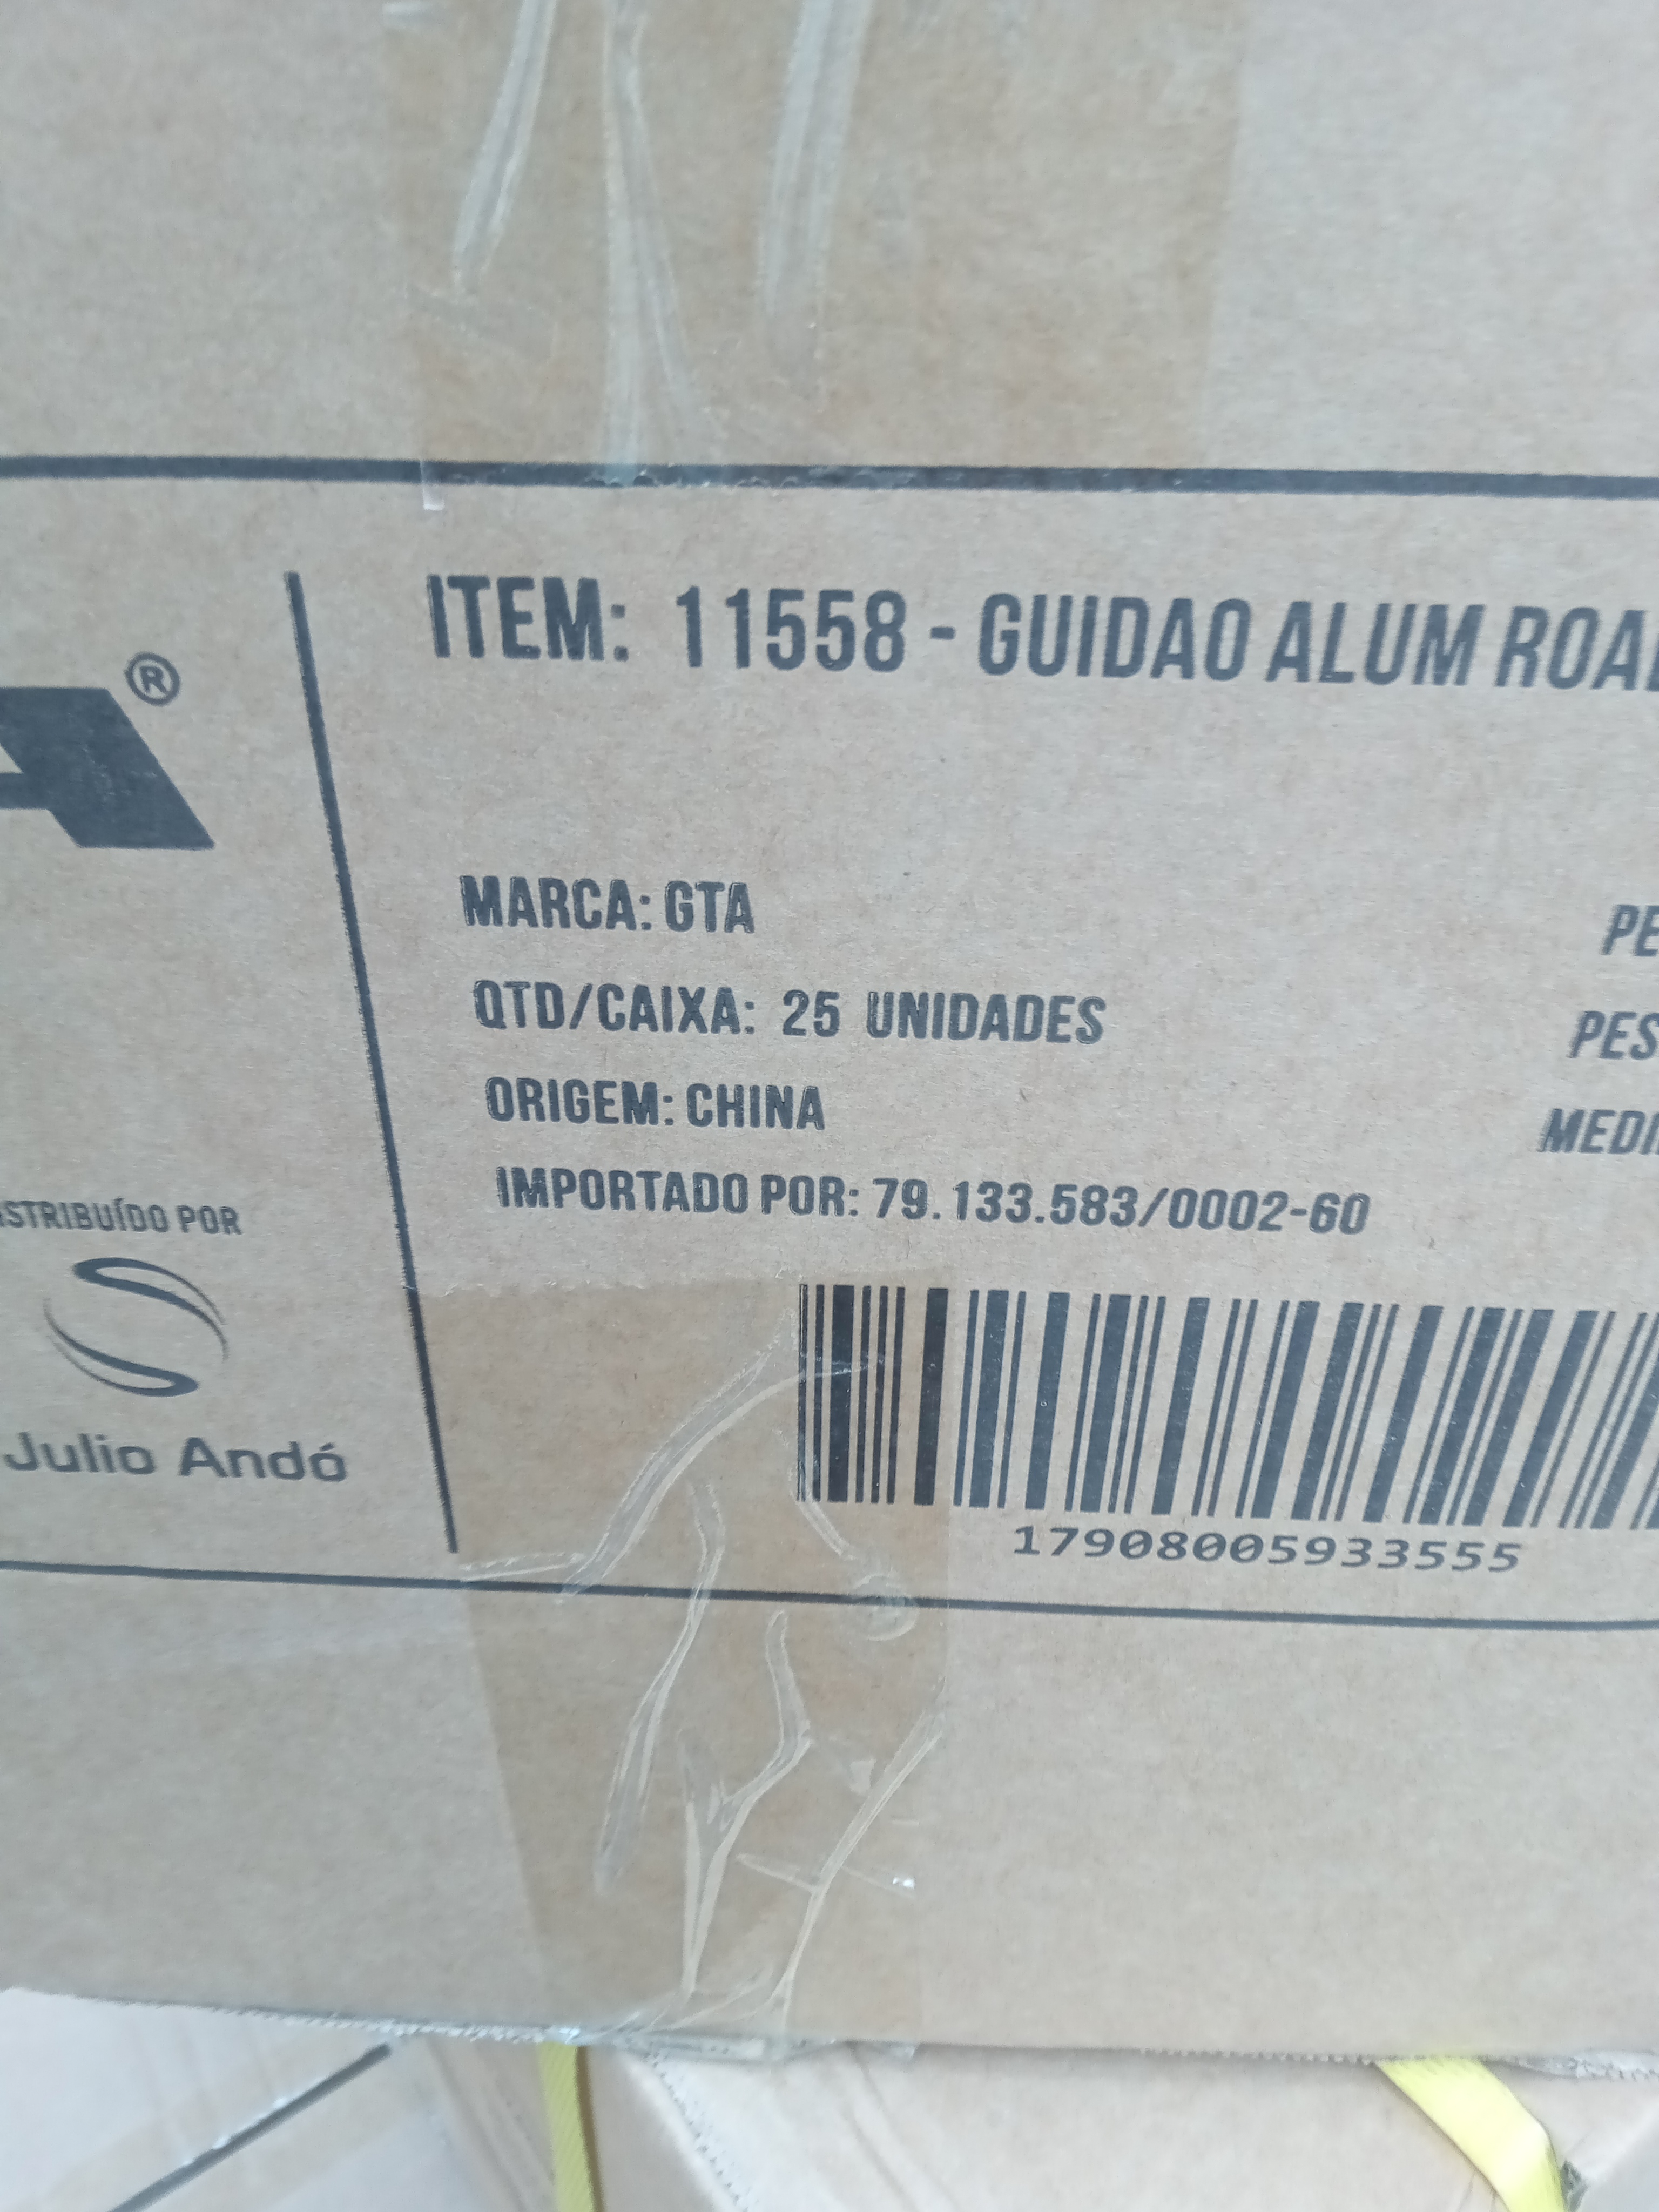 ITEM: 11558 - GUIDAO ALUM
A®
MARCA: GTA
QTD/CAIXA: 25 UNIDADES
ORIGEM: CHINA
IMPORTADO POR: 79.133.583/0002-60
POR
Julio Andó
17908005933555